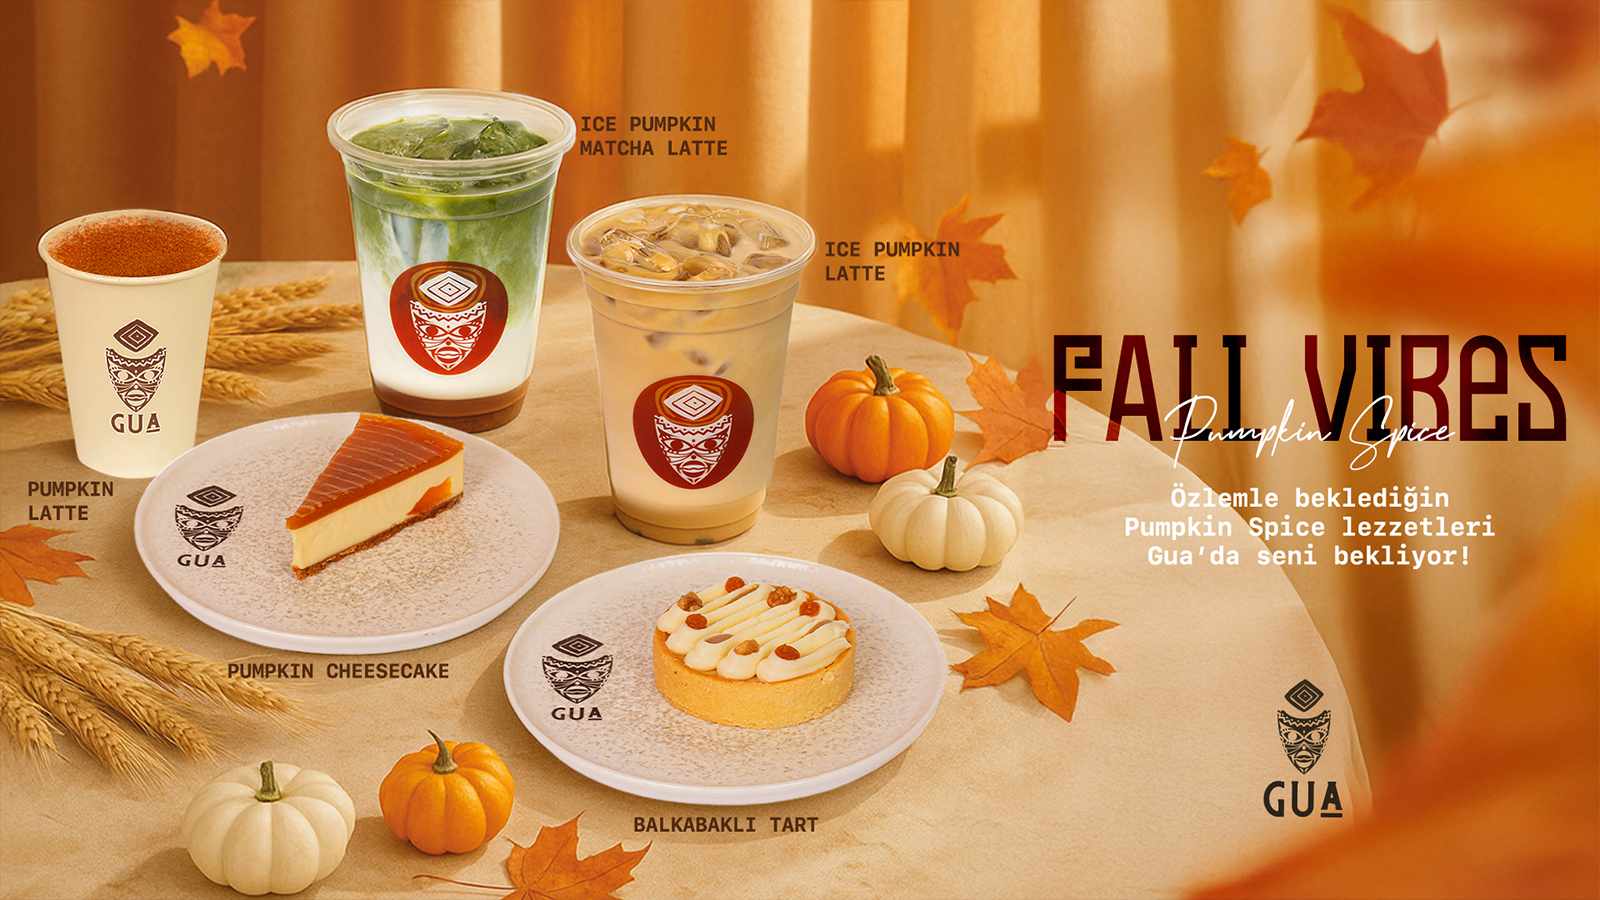 ICE PUMPKIN
MATCHA LATTE
ICE PUMPKIN
LATTE
GUA
PUMPKIN
LATTE
GUA
PUMPKIN CHEESECAKE
GUA
BALKABAKLI TART
FALL VIBES
Pumpkin Spice
Özlemle beklediğin
Pumpkin Spice lezzetleri
Gua'da seni bekliyor!
GUA